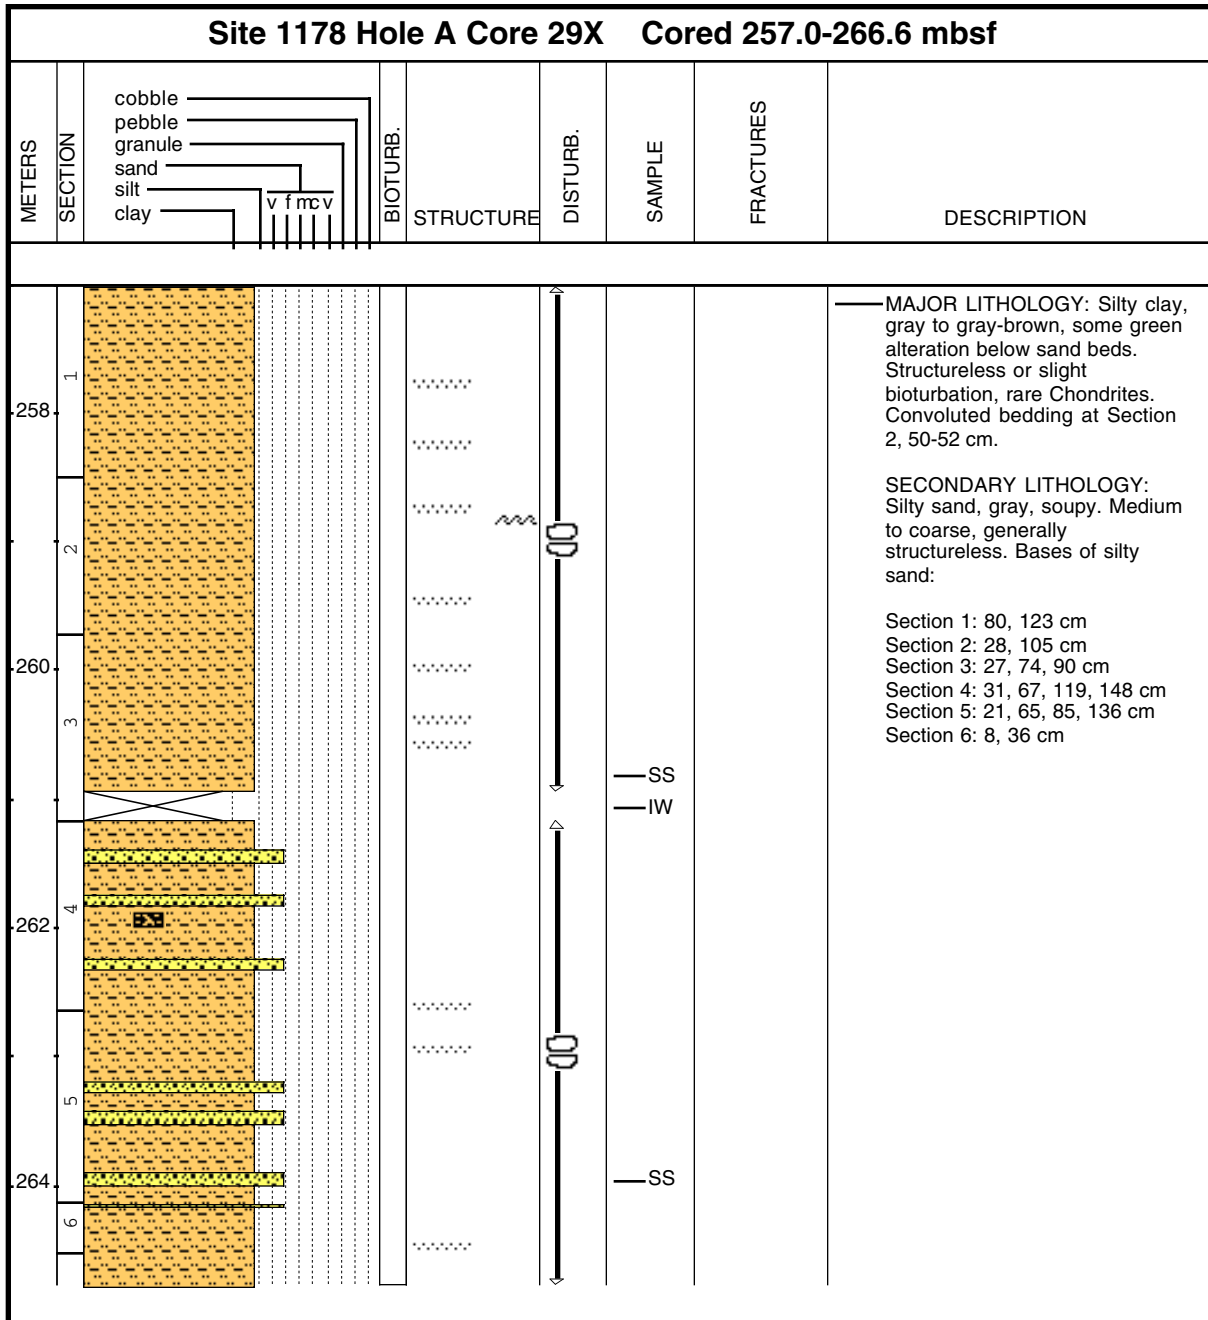 Site 1178 Hole A Core 29X Cored 257.0-266.6 mbsf
METERS
SECTION
cobble
pebble
granule
sand
silt
clay
v f m c v
BIOTURB.
STRUCTURE
DISTURB.
SAMPLE
FRACTURES
DESCRIPTION
1
258
2
260
3
4
262
5
264
6
SS
IW
SS
MAJOR LITHOLOGY: Silty clay,
gray to gray-brown, some green
alteration below sand beds.
Structureless or slight
bioturbation, rare Chondrites.
Convoluted bedding at Section
2, 50-52 cm.
SECONDARY LITHOLOGY:
Silty sand, gray, soupy. Medium
to coarse, generally
structureless. Bases of silty
sand:
Section 1: 80, 123 cm
Section 2: 28, 105 cm
Section 3: 27, 74, 90 cm
Section 4: 31, 67, 119, 148 cm
Section 5: 21, 65, 85, 136 cm
Section 6: 8, 36 cm